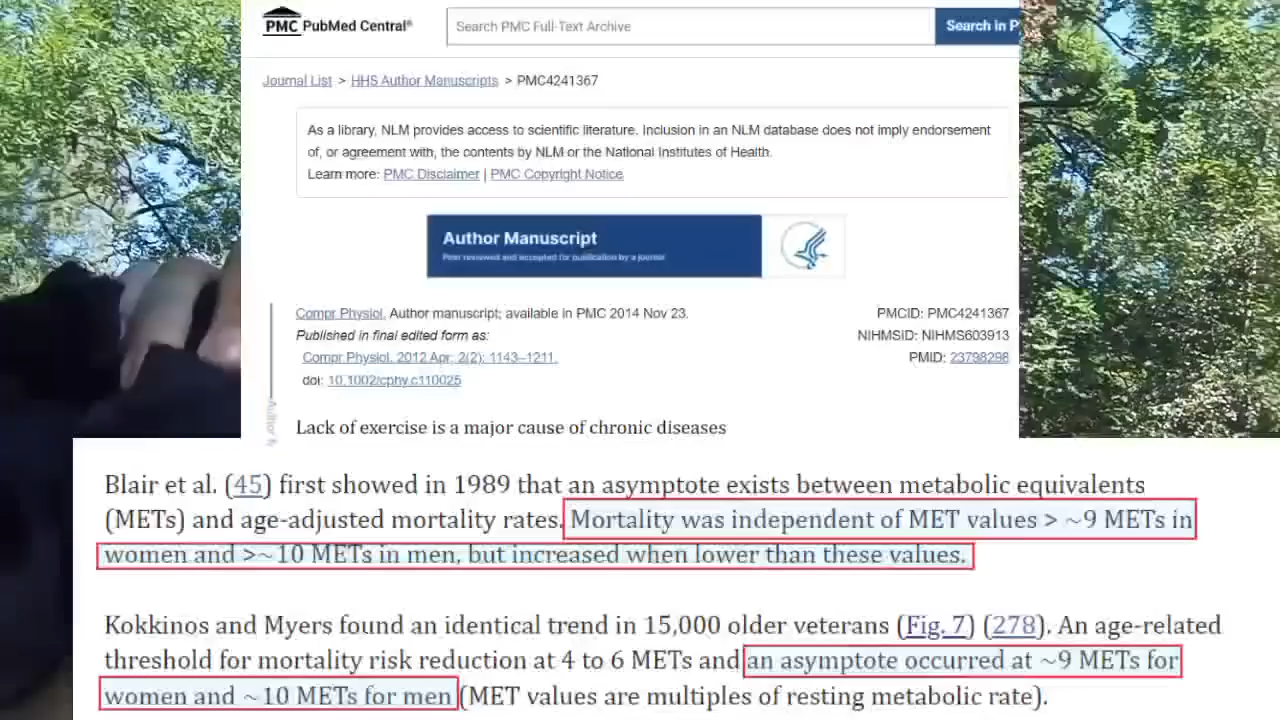 PMC PubMed Central®
Search PMC Full-Text Archive
Search in P
Journal List > HHS Author Manuscripts > PMC4241367
As a library, NLM provides access to scientific literature. Inclusion in an NLM database does not imply endorsement
of, or agreement with, the contents by NLM or the National Institutes of Health.
Learn more: PMC Disclaimer | PMC Copyright Notice
Author Manuscript
Peer reviewed and accepted for publication by a journal
Compr Physiol. Author manuscript; available in PMC 2014 Nov 23.
Published in final edited form as:
Compr Physiol. 2012 Apr; 2(2): 1143–1211.
doi: 10.1002/cphy.c110025
PMCID: PMC4241367
NIHMSID: NIHMS603913
PMID: 23798298
Lack of exercise is a major cause of chronic diseases
Blair et al. (45) first showed in 1989 that an asymptote exists between metabolic equivalents
(METs) and age-adjusted mortality rates. Mortality was independent of MET values > ~9 METs in
women and >~10 METs in men, but increased when lower than these values.
Kokkinos and Myers found an identical trend in 15,000 older veterans (Fig. 7) (278). An age-related
threshold for mortality risk reduction at 4 to 6 METs and an asymptote occurred at ~9 METs for
women and ~10 METs for men (MET values are multiples of resting metabolic rate).